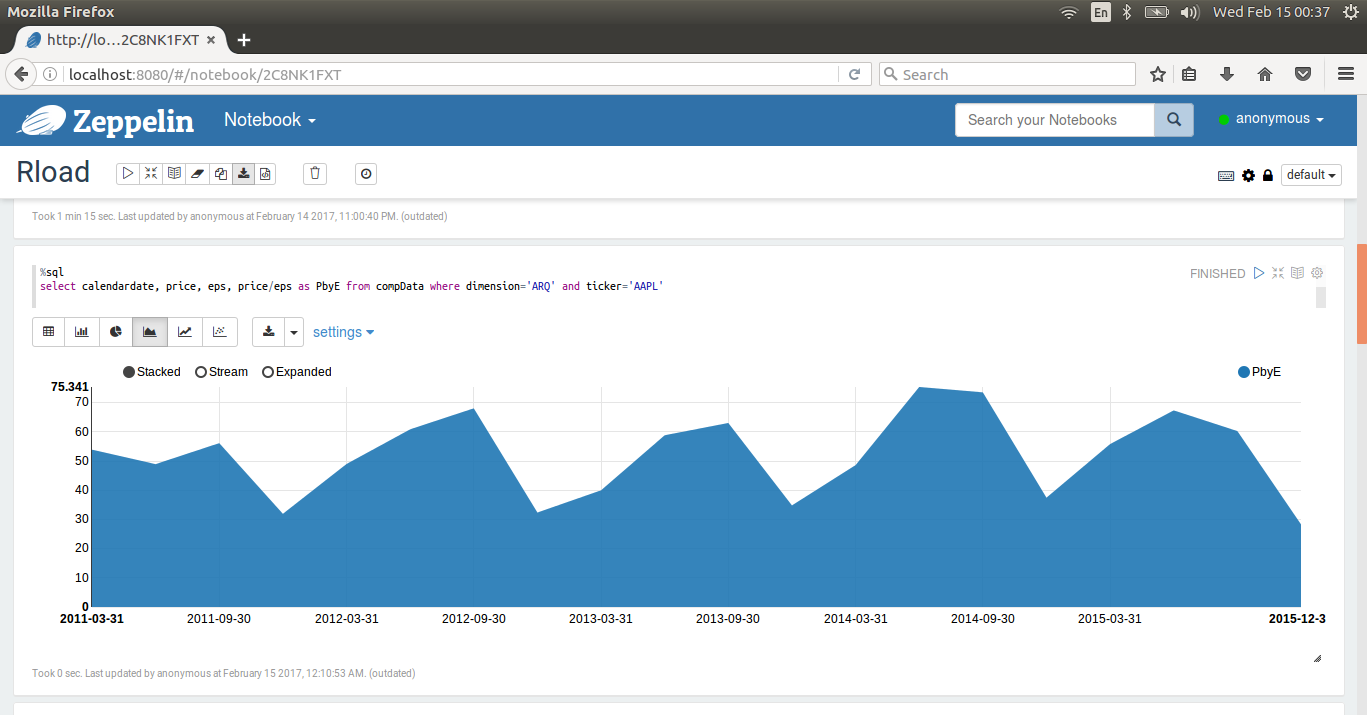 Mozilla Firefox
En
Wed Feb 15 00:37
http://lo...2C8NK1FXT
localhost:8080/#/notebook/2C8NK1FXT
Search
Zeppelin
Notebook
Search your Notebooks
anonymous
Rload
default
Took 1 min 15 sec. Last updated by anonymous at February 14 2017, 11:00:40 PM. (outdated)
%sql
select calendardate, price, eps, price/eps as PbyE from compData where dimension='ARQ' and ticker='AAPL'
FINISHED
settings
Stacked Stream Expanded
PbyE
75.341
70
60
50
40
30
20
10
0
2011-03-31 2011-09-30 2012-03-31 2012-09-30 2013-03-31 2013-09-30 2014-03-31 2014-09-30 2015-03-31 2015-12-3
Took 0 sec. Last updated by anonymous at February 15 2017, 12:10:53 AM. (outdated)